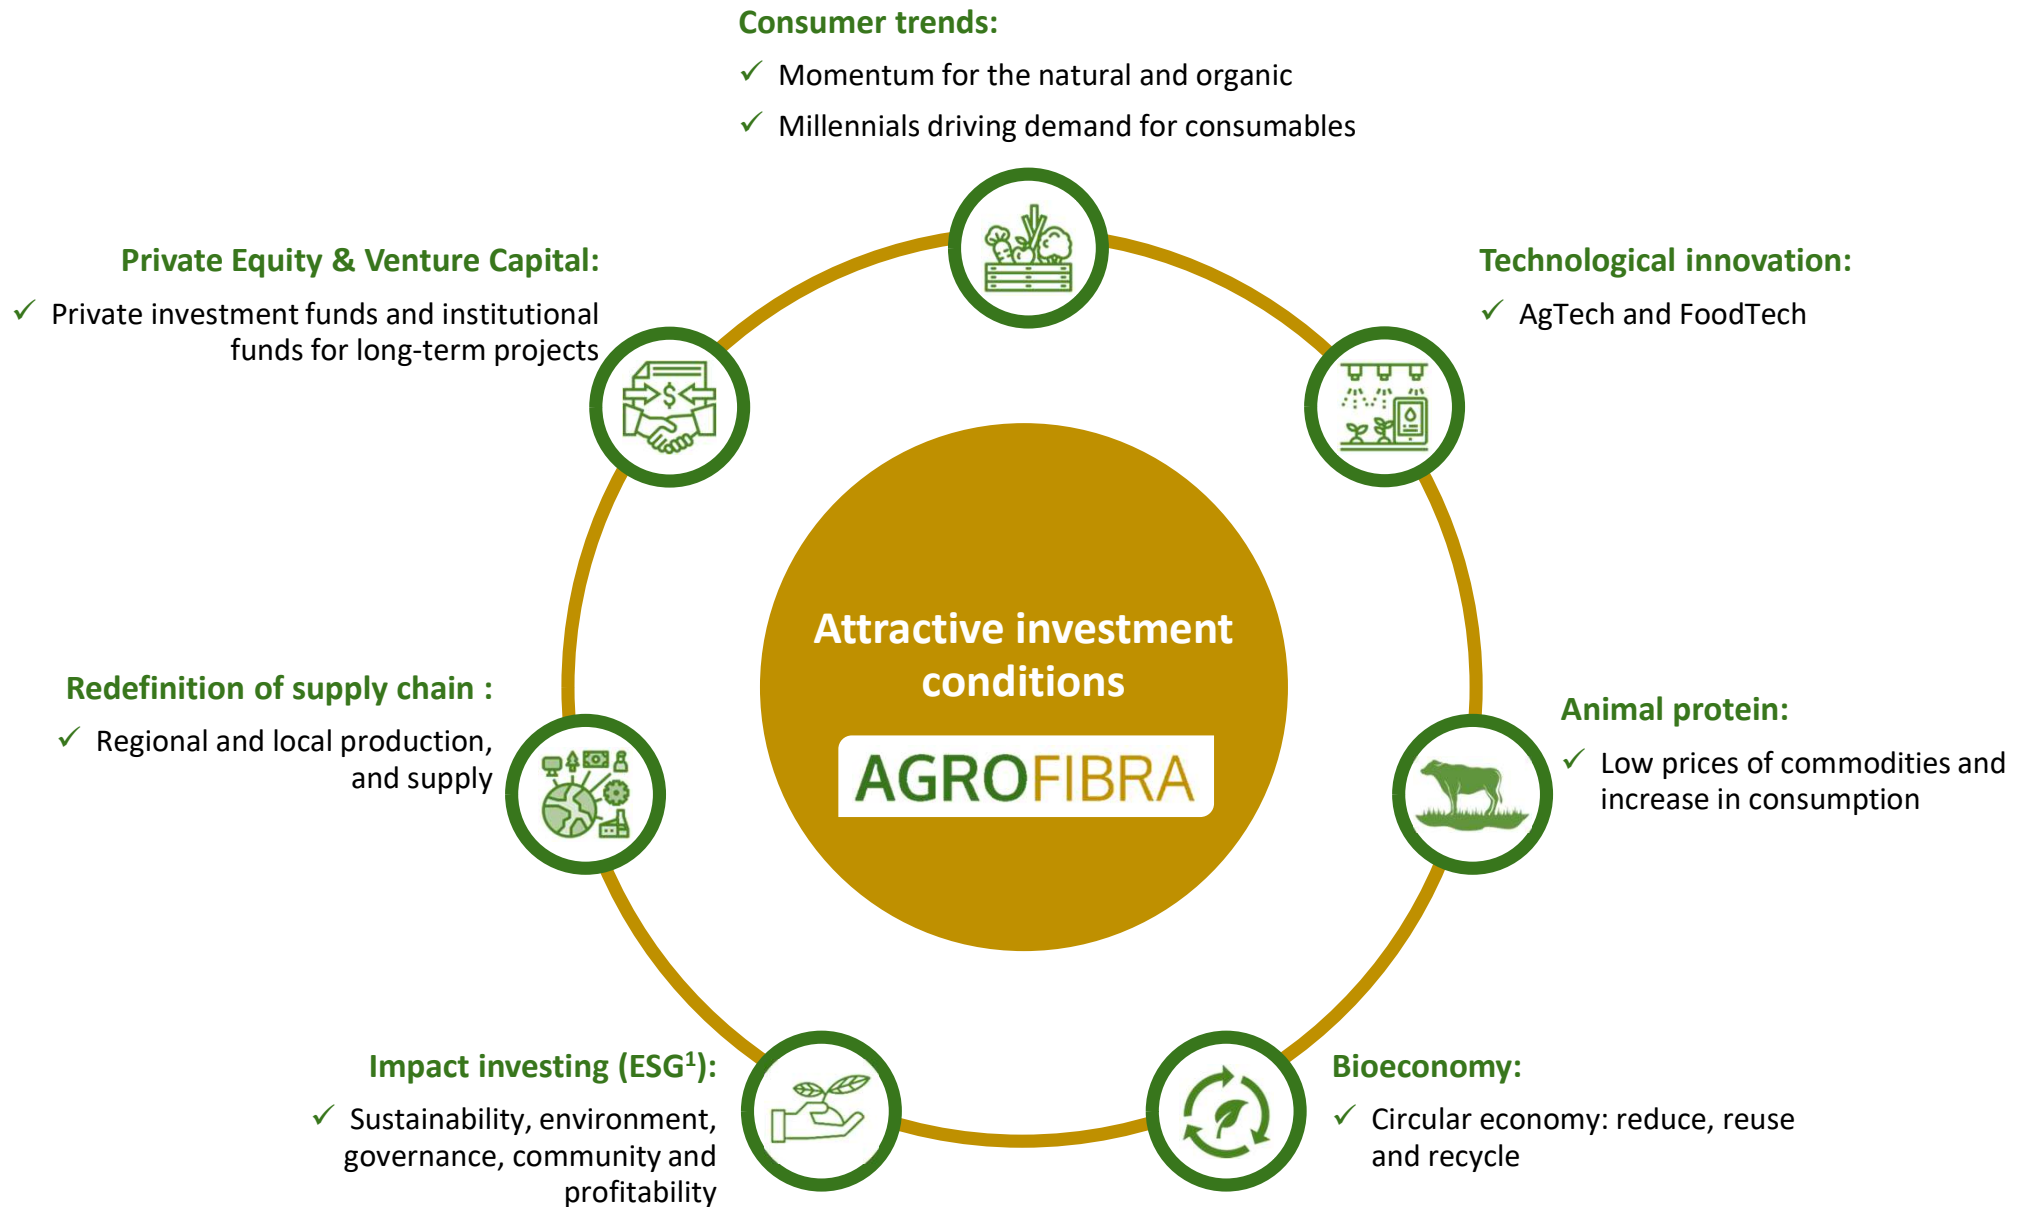 Consumer trends:
✓ Momentum for the natural and organic
✓ Millennials driving demand for consumables
Private Equity & Venture Capital:
✓ Private investment funds and institutional
funds for long-term projects
Technological innovation:
✓ AgTech and FoodTech
Attractive investment
conditions
AGROFIBRA
Redefinition of supply chain :
✓ Regional and local production,
and supply
Animal protein:
✓ Low prices of commodities and
increase in consumption
Impact investing (ESG¹):
✓ Sustainability, environment,
governance, community and
profitability
Bioeconomy:
✓ Circular economy: reduce, reuse
and recycle